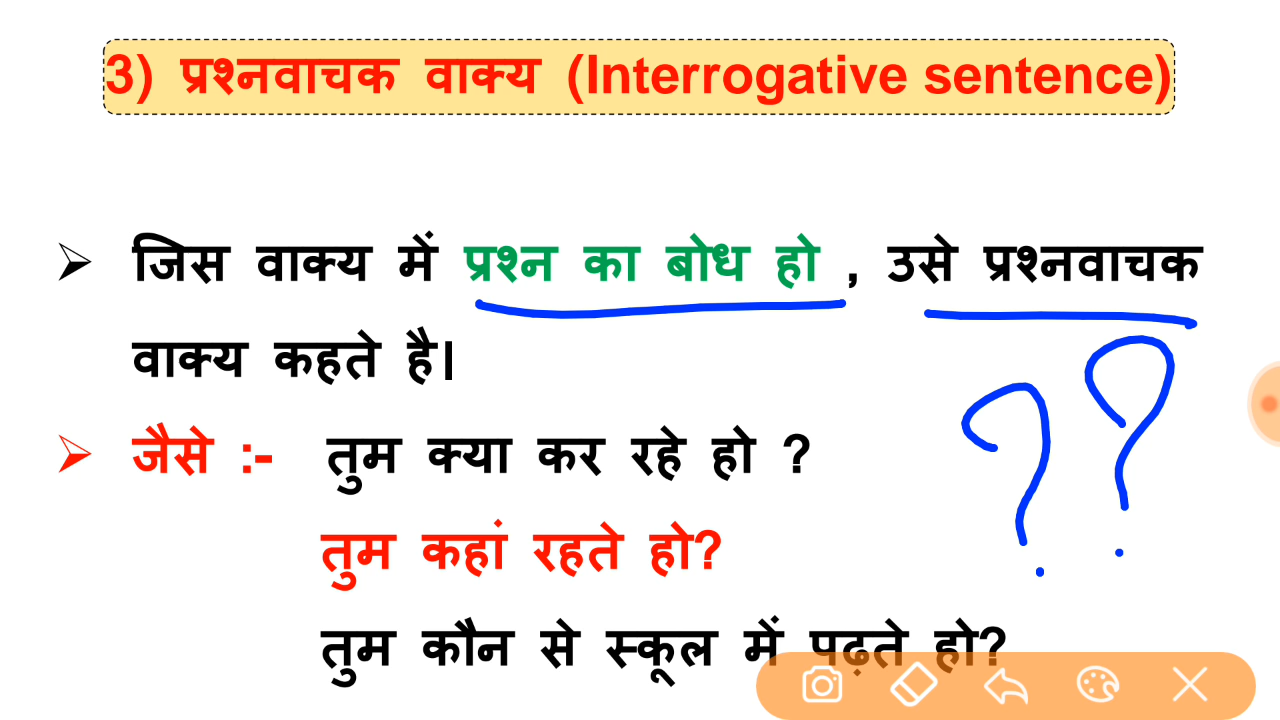 3) प्रश्नवाचक वाक्य (Interrogative sentence)
जिस वाक्य में प्रश्न का बोध हो , उसे प्रश्नवाचक
वाक्य कहते है।
जैसे :- तुम क्या कर रहे हो ?
तुम कहां रहते हो?
तुम कौन से स्कूल में पढ़ते हो?
? ?